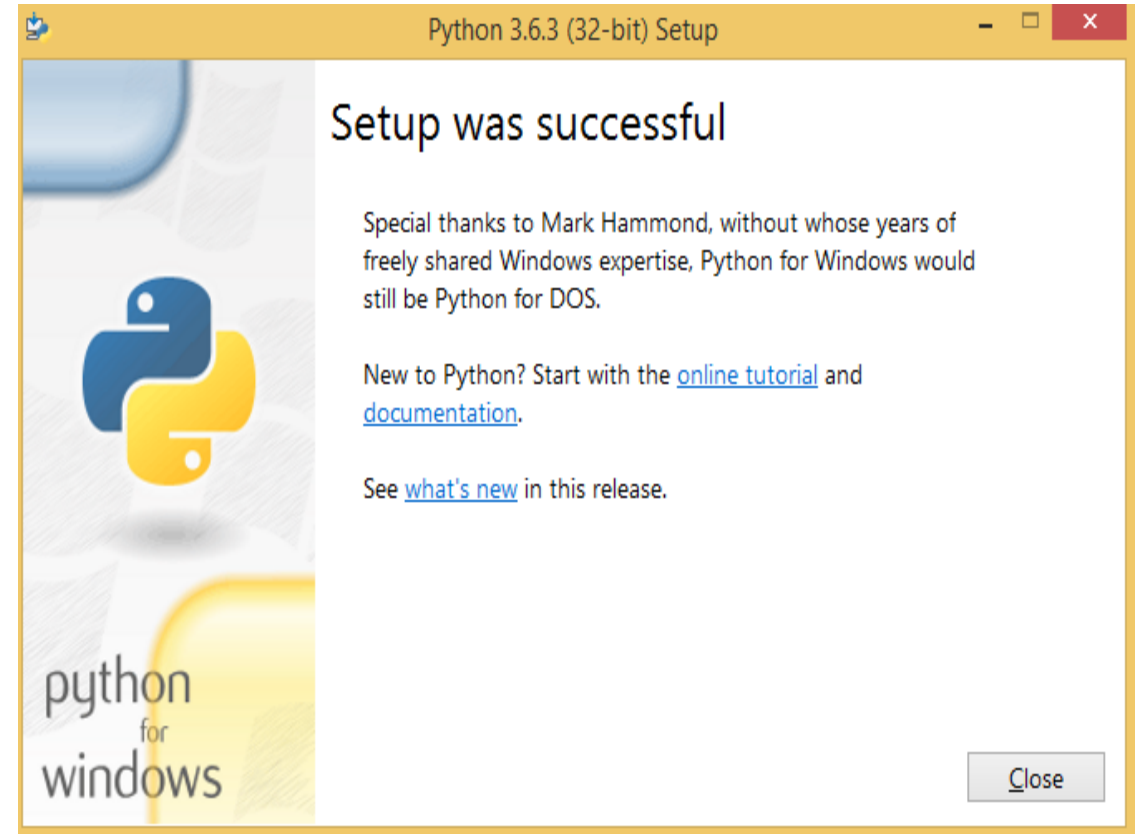 Python 3.6.3 (32-bit) Setup
Setup was successful
Special thanks to Mark Hammond, without whose years of
freely shared Windows expertise, Python for Windows would
still be Python for DOS.
New to Python? Start with the online tutorial and
documentation.
See what's new in this release.
python
for
windows
Close